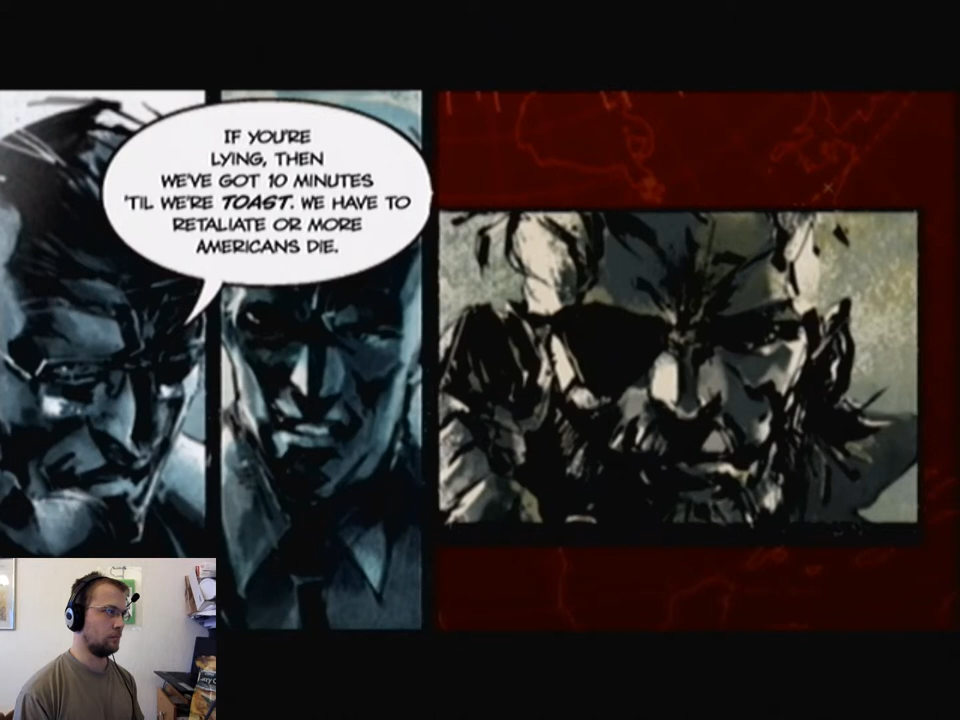 IF YOU'RE
LYING, THEN
WE'VE GOT 10 MINUTES
'TIL WE'RE TOAST. WE HAVE TO
RETALIATE OR MORE
AMERICANS DIE.